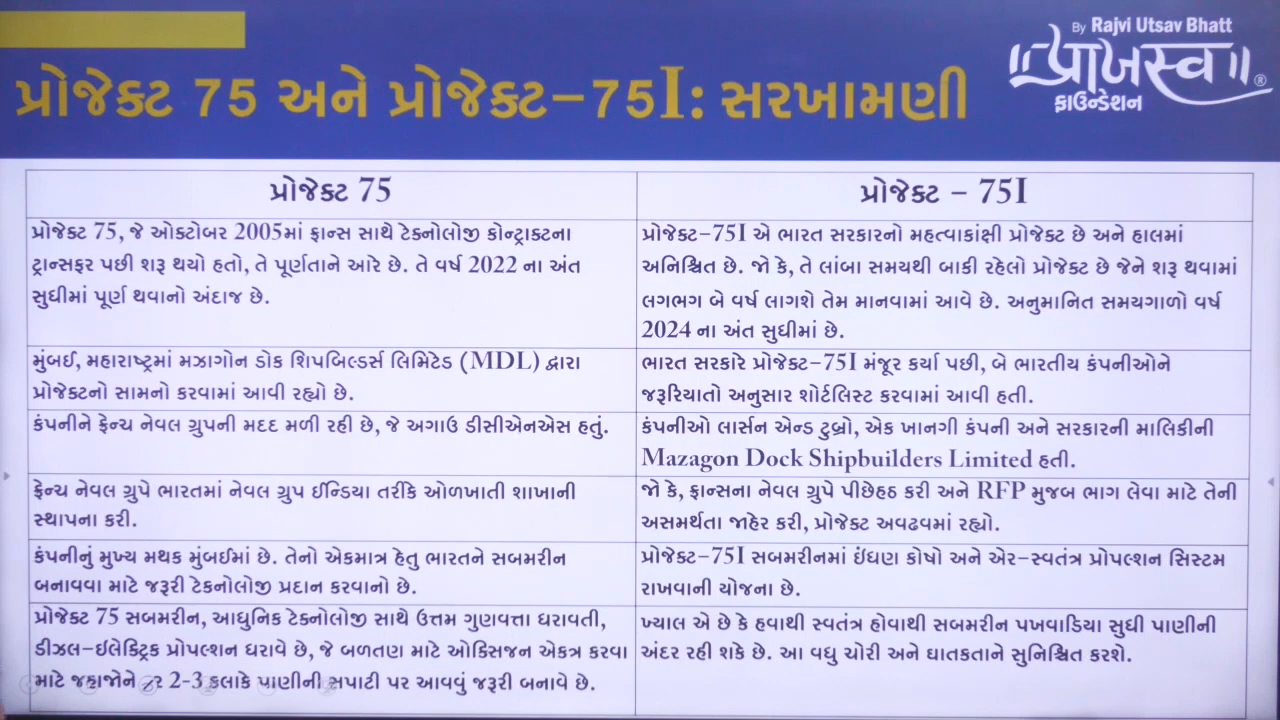 By Rajvi Utsav Bhatt
॥પ્રાખસ્વ॥ ®
ફાઉન્ડેશન
પ્રોજેક્ટ 75 અને પ્રોજેક્ટ–75I: સરખામણી
પ્રોજેક્ટ 75
પ્રોજેક્ટ – 75I
પ્રોજેક્ટ 75, જે ઓક્ટોબર 2005માં ફ્રાન્સ સાથે ટેક્નોલોજી કોન્ટ્રાક્ટના
ટ્રાન્સફર પછી શરૂ થયો હતો, તે પૂર્ણતાને આરે છે. તે વર્ષ 2022 ના અંત
સુધીમાં પૂર્ણ થવાનો અંદાજ છે.
પ્રોજેક્ટ–75I એ ભારત સરકારનો મહત્વાકાંક્ષી પ્રોજેક્ટ છે અને હાલમાં
અનિશ્ચિત છે. જો કે, તે લાંબા સમયથી બાકી રહેલો પ્રોજેક્ટ છે જેને શરૂ થવામાં
લગભગ બે વર્ષ લાગશે તેમ માનવામાં આવે છે. અનુમાનિત સમયગાળો વર્ષ
2024 ના અંત સુધીમાં છે.
મુંબઈ, મહારાષ્ટ્રમાં મઝાગોન ડોક શિપબિલ્ડર્સ લિમિટેડ (MDL) દ્વારા
પ્રોજેક્ટનો સામનો કરવામાં આવી રહ્યો છે.
ભારત સરકારે પ્રોજેક્ટ–75I મંજૂર કર્યા પછી, બે ભારતીય કંપનીઓને
જરૂરિયાતો અનુસાર શોર્ટલિસ્ટ કરવામાં આવી હતી.
કંપનીને ફ્રેન્ચ નેવલ ગ્રુપની મદદ મળી રહી છે, જે અગાઉ ડીસીએનએસ હતું.
કંપનીઓ લાર્સન એન્ડ ટુબ્રો, એક ખાનગી કંપની અને સરકારની માલિકીની
Mazagon Dock Shipbuilders Limited હતી.
ફ્રેન્ચ નેવલ ગ્રુપે ભારતમાં નેવલ ગ્રુપ ઈન્ડિયા તરીકે ઓળખાતી શાખાની
સ્થાપના કરી.
જો કે, ફ્રાન્સના નેવલ ગ્રુપે પીછેહઠ કરી અને RFP મુજબ ભાગ લેવા માટે તેની
અસમર્થતા જાહેર કરી, પ્રોજેક્ટ અવઢવમાં રહ્યો.
કંપનીનું મુખ્ય મથક મુંબઈમાં છે. તેનો એકમાત્ર હેતુ ભારતને સબમરીન
બનાવવા માટે જરૂરી ટેકનોલોજી પ્રદાન કરવાનો છે.
પ્રોજેક્ટ–75I સબમરીનમાં ઇંધણ કોષો અને એર–સ્વતંત્ર પ્રોપલ્શન સિસ્ટમ
રાખવાની યોજના છે.
પ્રોજેક્ટ 75 સબમરીન, આધુનિક ટેક્નોલોજી સાથે ઉત્તમ ગુણવત્તા ધરાવતી,
ડીઝલ–ઇલેક્ટ્રિક પ્રોપલ્શન ધરાવે છે, જે બળતણ માટે ઓક્સિજન એકત્ર કરવા
માટે જહાજોને 2-3 કલાકે પાણીની સપાટી પર આવવું જરૂરી બનાવે છે.
ખ્યાલ એ છે કે હવાથી સ્વતંત્ર હોવાથી સબમરીન પખવાડિયા સુધી પાણીની
અંદર રહી શકે છે. આ વધુ ચોરી અને ઘાતકતાને સુનિશ્ચિત કરશે.